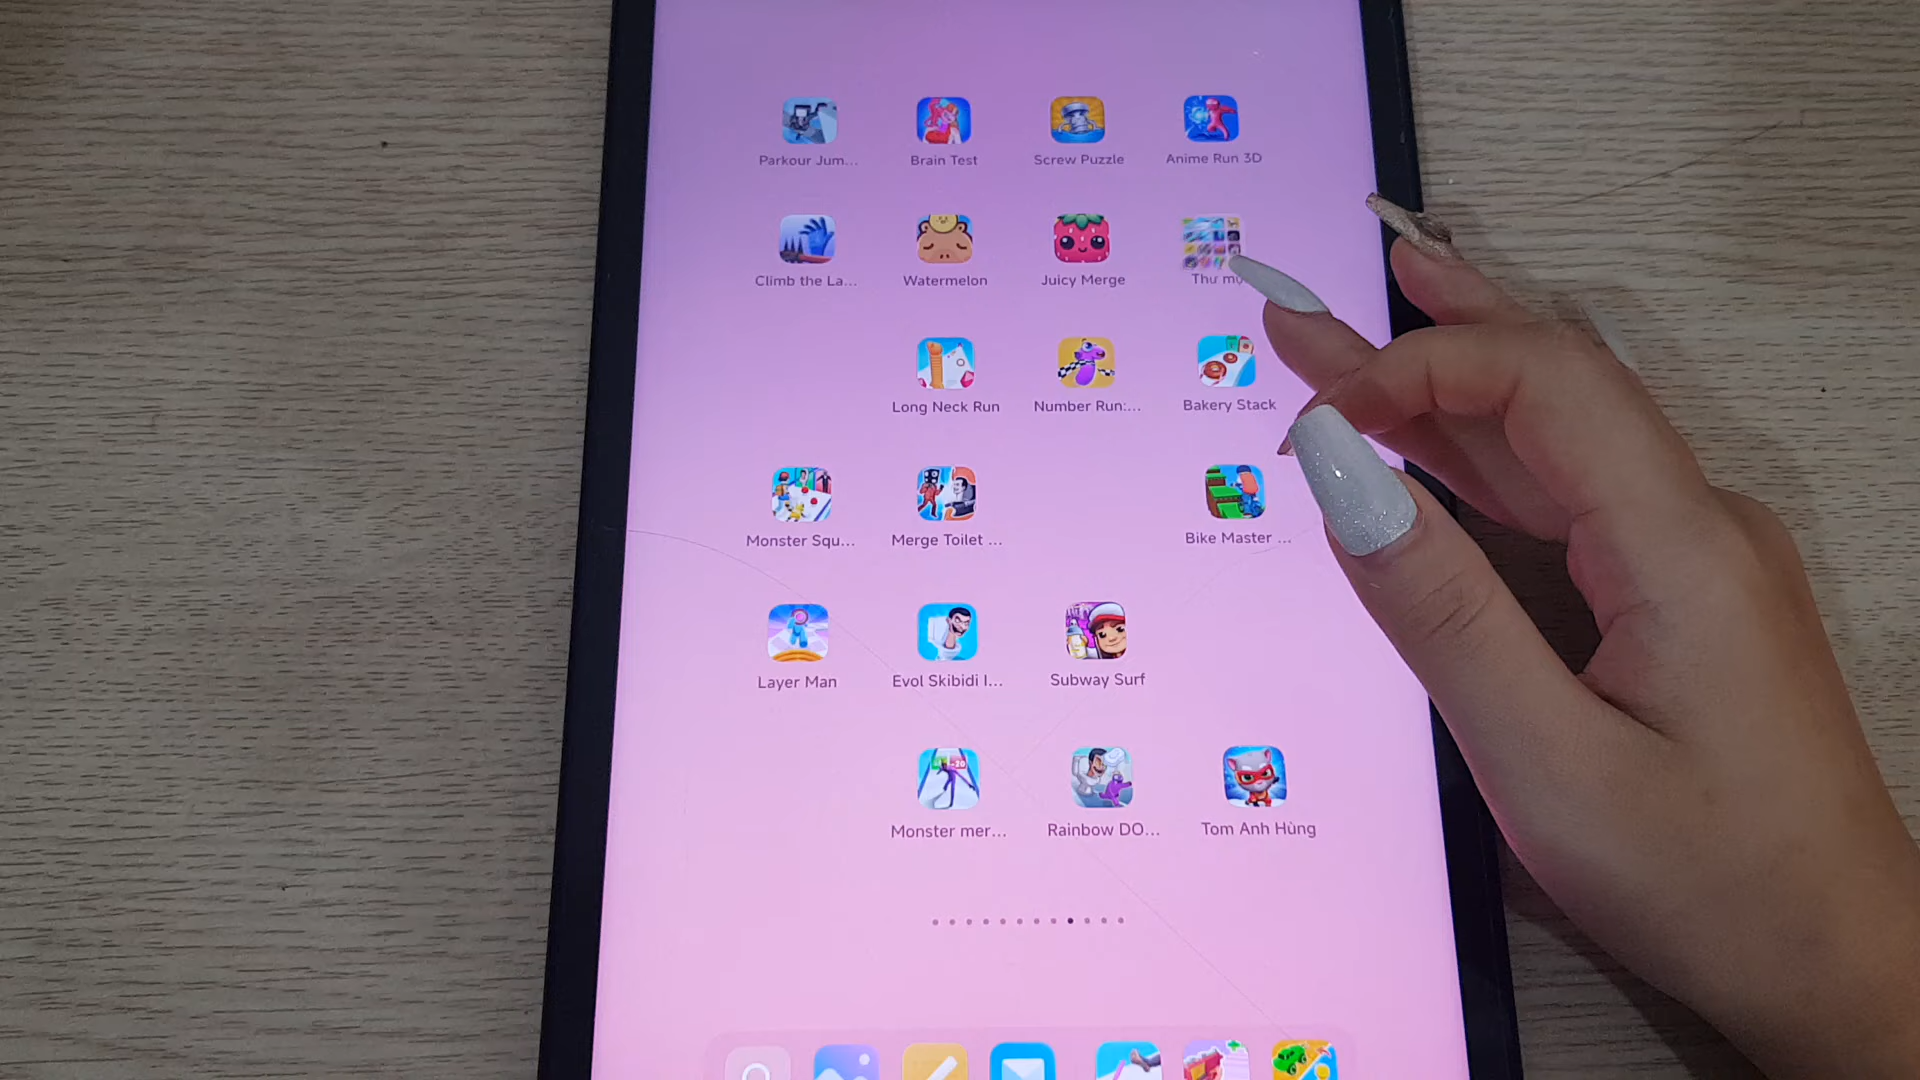 Parkour Jum...
Brain Test
Screw Puzzle
Anime Run 3D
Climb the La...
Watermelon
Juicy Merge
Thư mụ
Long Neck Run
Number Run:...
Bakery Stack
Monster Squ...
Merge Toilet ...
Bike Master ...
Layer Man
Evol Skibidi I...
Subway Surf
Monster mer...
Rainbow DO...
Tom Anh Hùng